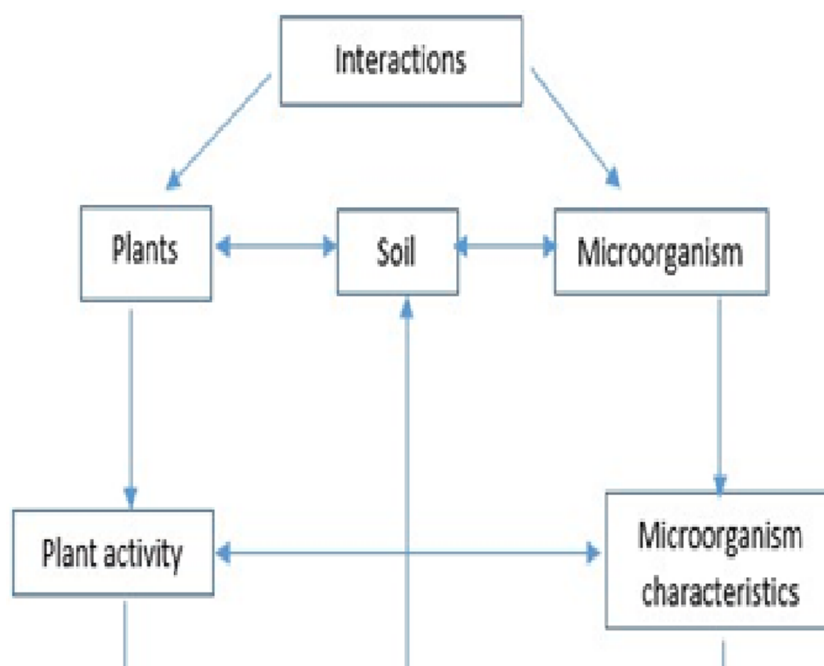 Interactions
Plants
Soil
Microorganism
Plant activity
Microorganism
characteristics